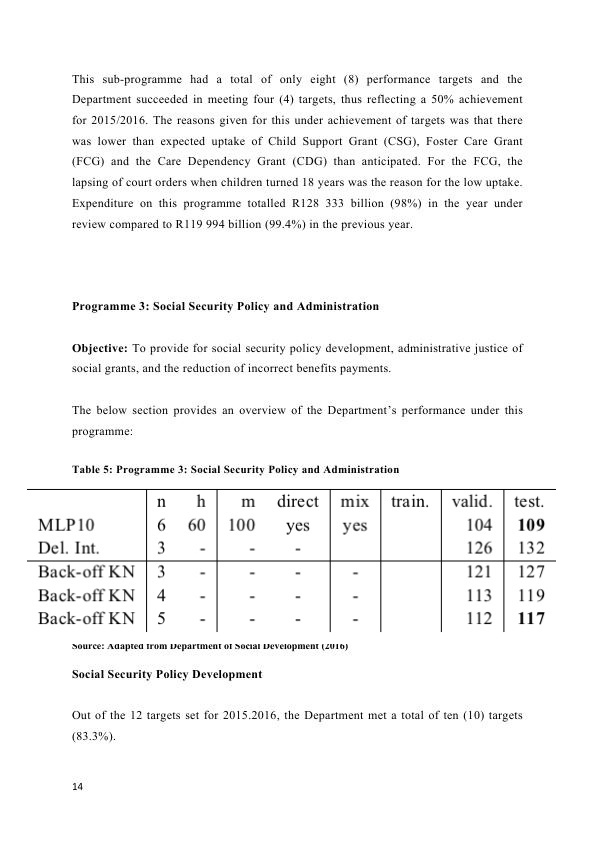 This sub-programme had a total of only eight (8) performance targets and the
Department succeeded in meeting four (4) targets, thus reflecting a 50% achievement
for 2015/2016. The reasons given for this under achievement of targets was that there
was lower than expected uptake of Child Support Grant (CSG), Foster Care Grant
(FCG) and the Care Dependency Grant (CDG) than anticipated. For the FCG, the
lapsing of court orders when children turned 18 years was the reason for the low uptake.
Expenditure on this programme totalled R128 333 billion (98%) in the year under
review compared to R119 994 billion (99.4%) in the previous year.
Programme 3: Social Security Policy and Administration
Objective: To provide for social security policy development, administrative justice of
social grants, and the reduction of incorrect benefits payments.
The below section provides an overview of the Department’s performance under this
programme:
Table 5: Programme 3: Social Security Policy and Administration
n h m direct mix train. valid. test.
MLP10 6 60 100 yes yes 104 109
Del. Int. 3 - - - 126 132
Back-off KN 3 - - - - 121 127
Back-off KN 4 - - - - 113 119
Back-off KN 5 - - - - 112 117
Source: Adapted from Department of Social Development (2016)
Social Security Policy Development
Out of the 12 targets set for 2015.2016, the Department met a total of ten (10) targets
(83.3%).
14